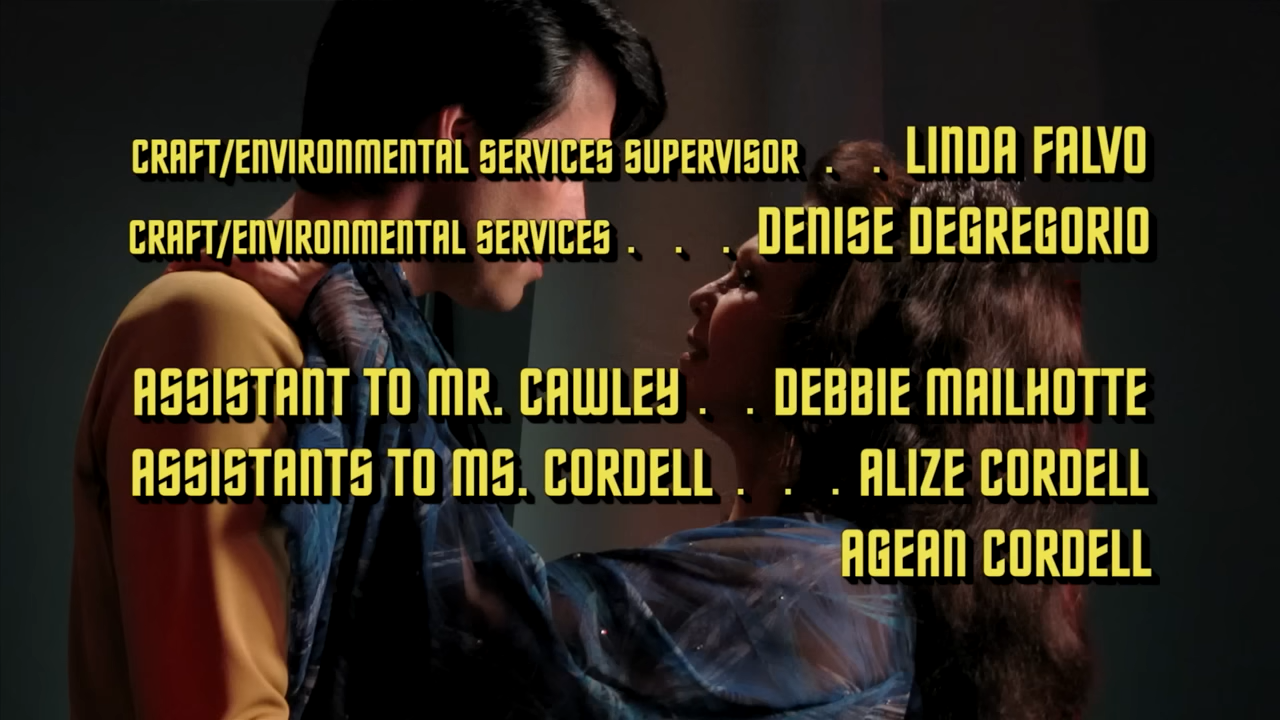 CRAFT/ENVIRONMENTAL SERVICES SUPERVISOR . . LINDA FALVO
CRAFT/ENVIRONMENTAL SERVICES . . . DENISE DEGREGORIO
ASSISTANT TO MR. CAWLEY . . DEBBIE MAILHOTTE
ASSISTANTS TO MS. CORDELL . . . ALIZE CORDELL
AGEAN CORDELL